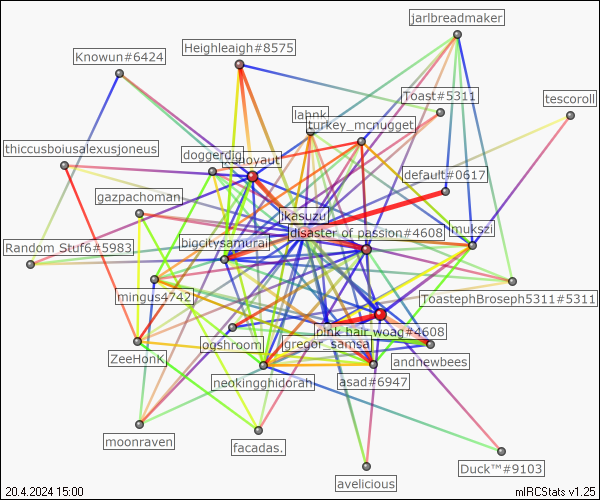 jarlbreadmaker
Heighleaigh#8575
Knowun#6424
Toast#5311
tescoroll
lahnk
turkey_mcnugget
thiccusboiusalexusjoneus
doggerdig
default#0617
gazpachoman
ikasuzu
mukszi
disaster of passion#4608
bigcitysamurai
Random Stuf6#5983
mingus4742
ToastephBroseph5311#5311
pink hair woag#4608
ogshroom
gregor_samsa
ZeeHonK
andnewbees
neokingghidorah
asad#6947
moonraven
facadas.
Duck™#9103
avelicious
20.4.2024 15:00
mIRCStats v1.25